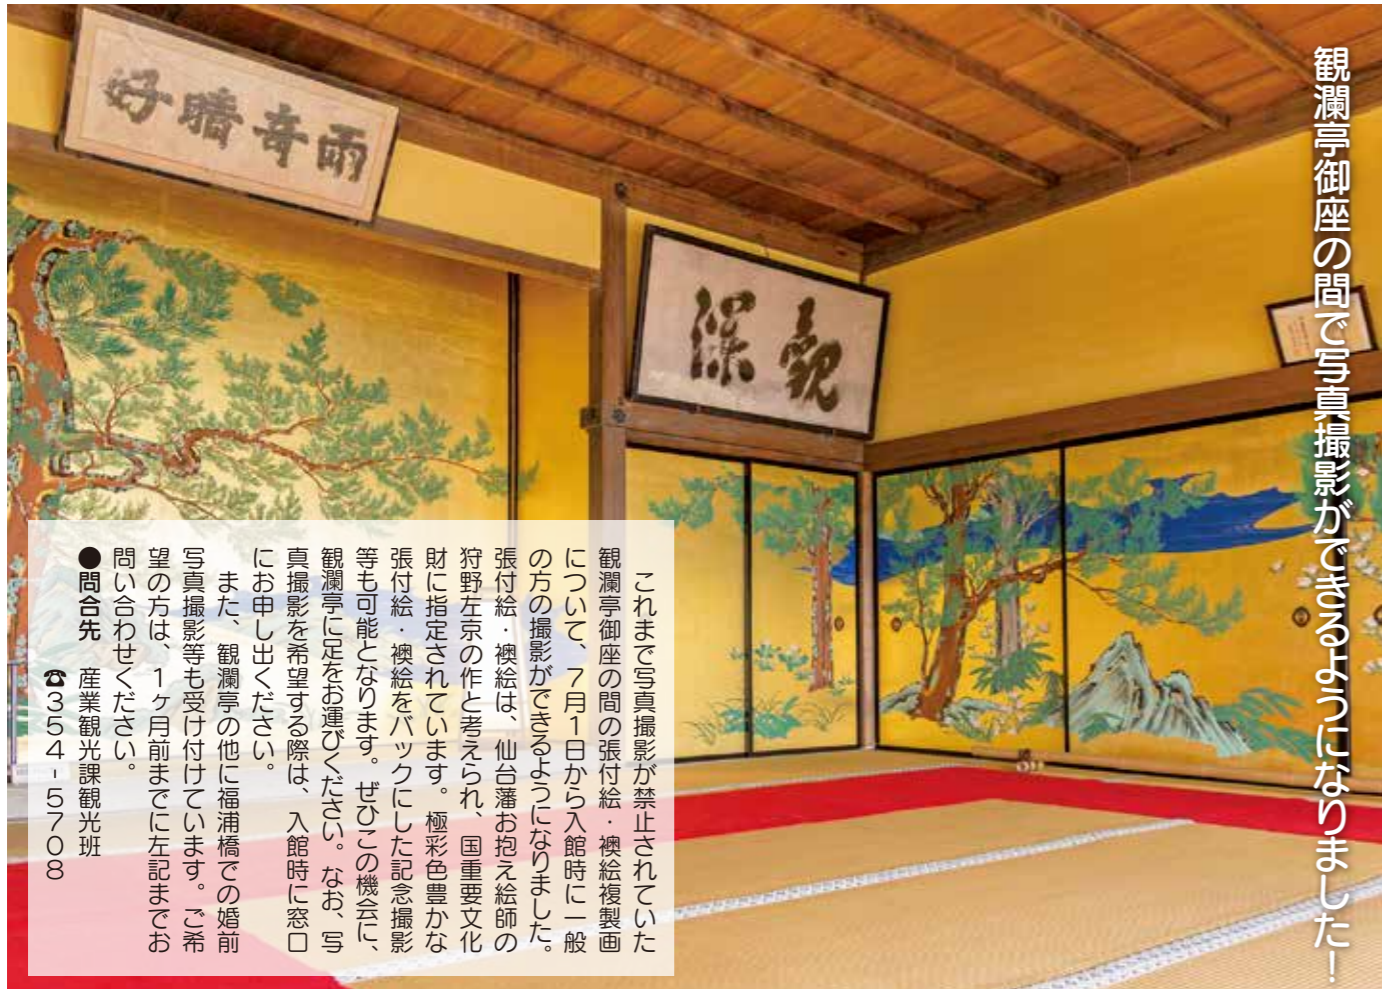 観瀾亭御座の間で写真撮影ができるようになりました！
雨奇晴好
観瀾
これまで写真撮影が禁止されていた
観瀾亭御座の間の張付絵・襖絵複製画
について、７月１日から入館時に一般
の方の撮影ができるようになりました。
張付絵・襖絵は、仙台藩お抱え絵師の
狩野左京の作と考えられ、国重要文化
財に指定されています。極彩色豊かな
張付絵・襖絵をバックにした記念撮影
等も可能となります。ぜひこの機会に、
観瀾亭に足をお運びください。なお、写
真撮影を希望する際は、入館時に窓口
にお申し出ください。
また、観瀾亭の他に福浦橋での婚前
写真撮影等も受け付けています。ご希
望の方は、１ヶ月前までに左記までお
問い合わせください。
●問合先　産業観光課観光班
☎３５４-５７０８